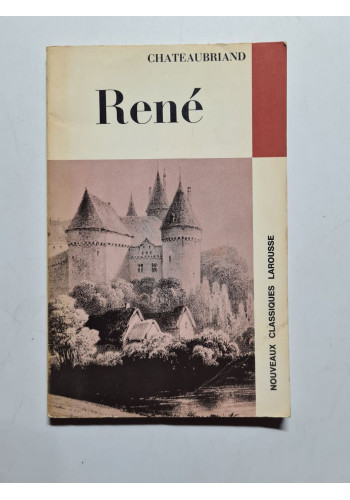 CHATEAUBRIAND
René
NOUVEAUX CLASSIQUES LAROUSSE